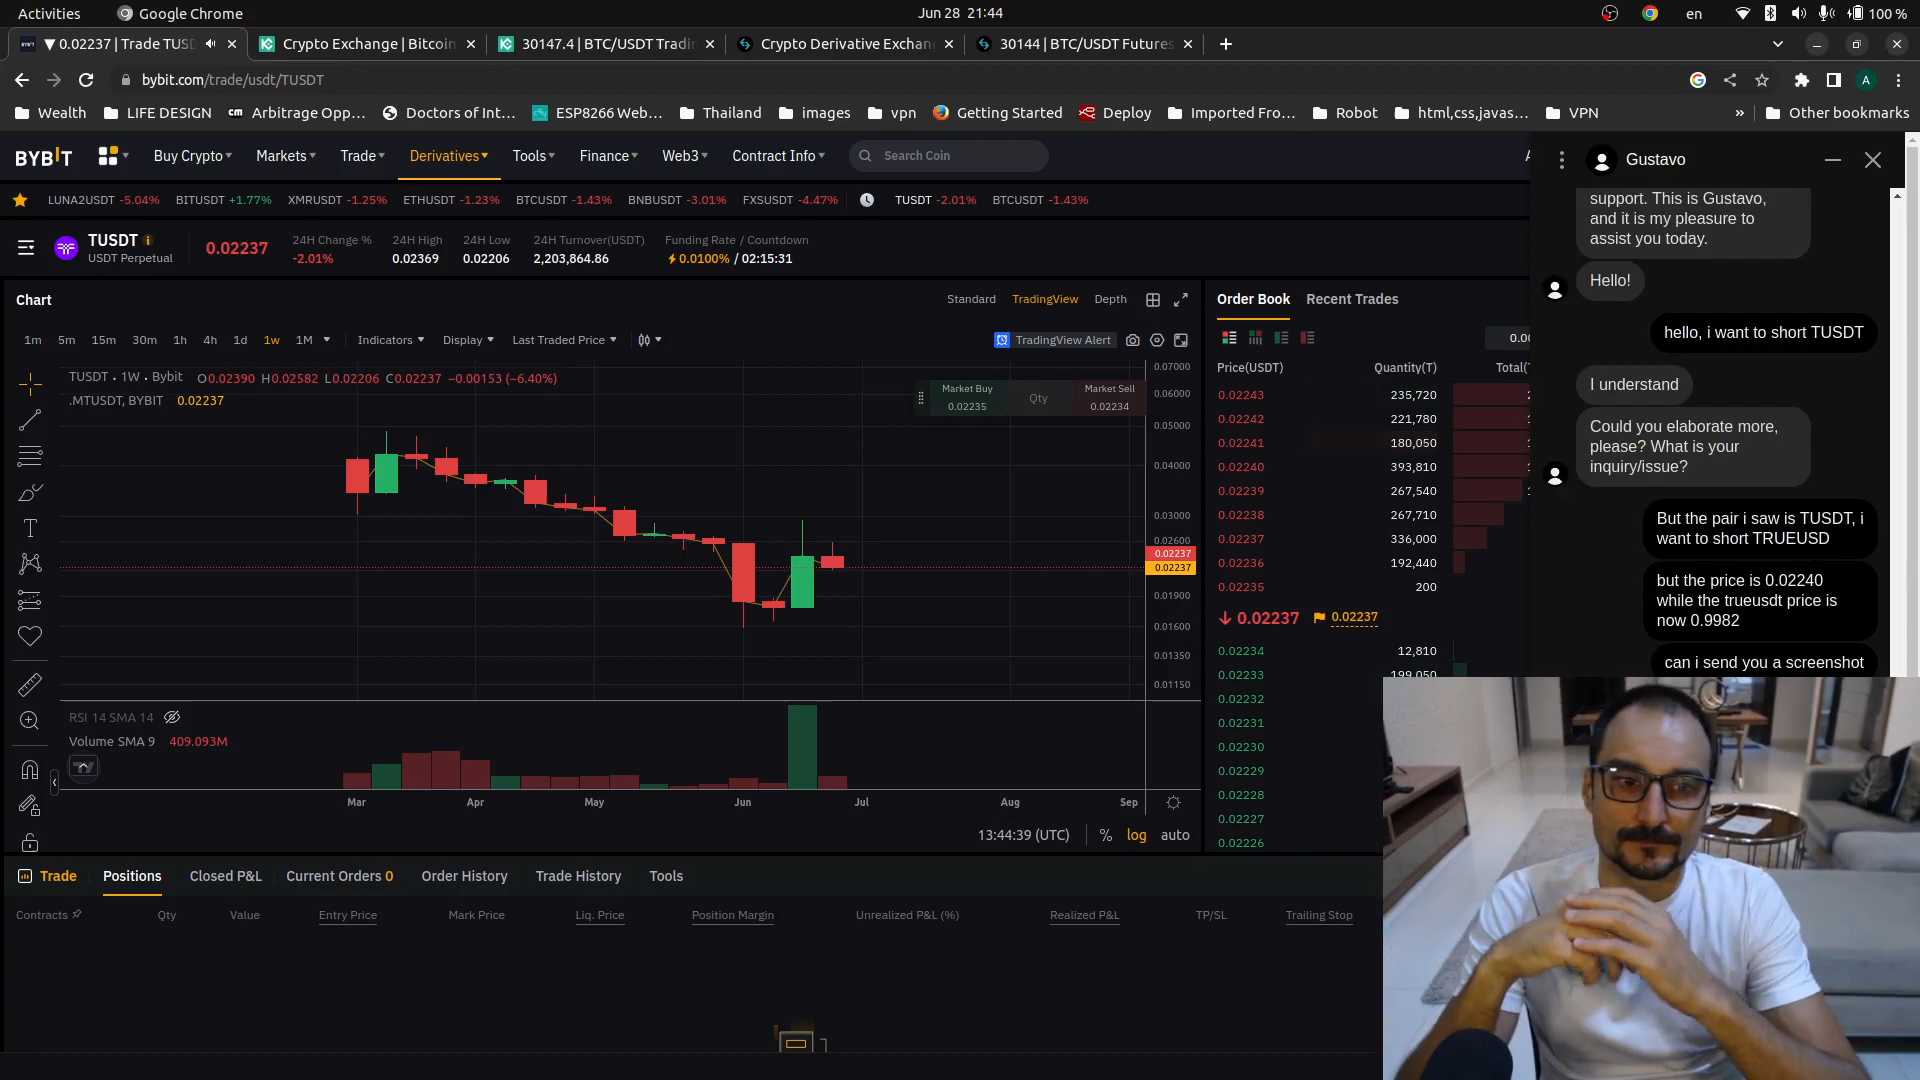 Activities
Google Chrome
Jun 28 21:44
en
100 %
▼ 0.02237 | Trade TUSD
Crypto Exchange | Bitcoin
30147.4 | BTC/USDT Tradi
Crypto Derivative Exchan
30144 | BTC/USDT Futures
bybit.com/trade/usdt/TUSDT
A
Wealth
LIFE DESIGN
cm Arbitrage Opp...
Doctors of Int...
ESP8266 Web...
Thailand
images
vpn
Getting Started
Deploy
Imported Fro...
Robot
html,css,javas...
VPN
»
Other bookmarks
BYBIT
Buy Crypto
Markets
Trade
Derivatives
Tools
Finance
Web3
Contract Info
Search Coin
LUNA2USDT -5.04%
BITUSDT +1.77%
XMRUSDT -1.25%
ETHUSDT -1.23%
BTCUSDT -1.43%
BNBUSDT -3.01%
FXSUSDT -4.47%
TUSDT -2.01%
BTCUSDT -1.43%
TUSDT
USDT Perpetual
0.02237
24H Change %
-2.01%
24H High
0.02369
24H Low
0.02206
24H Turnover(USDT)
2,203,864.86
Funding Rate / Countdown
0.0100% / 02:15:31
Chart
Standard
TradingView
Depth
1m
5m
15m
30m
1h
4h
1d
1w
1M
Indicators
Display
Last Traded Price
TradingView Alert
TUSDT · 1W · Bybit O0.02390 H0.02582 L0.02206 C0.02237 −0.00153 (−6.40%)
.MTUSDT, BYBIT 0.02237
Market Buy
0.02235
Qty
Market Sell
0.02234
0.07000
0.06000
0.05000
0.04000
0.03000
0.02600
0.02237
0.02237
0.01900
0.01600
0.01350
0.01150
RSI 14 SMA 14
Volume SMA 9 409.093M
Mar
Apr
May
Jun
Jul
Aug
Sep
13:44:39 (UTC)
%
log
auto
Order Book
Recent Trades
0.00
Price(USDT)
Quantity(T)
Total(
0.02243 235,720
0.02242 221,780
0.02241 180,050
0.02240 393,810
0.02239 267,540
0.02238 267,710
0.02237 336,000
0.02236 192,440
0.02235 200
0.02237
0.02237
0.02234 12,810
0.02233 199,050
0.02232
0.02231
0.02230
0.02229
0.02228
0.02227
0.02226
Gustavo
support. This is Gustavo,
and it is my pleasure to
assist you today.
Hello!
hello, i want to short TUSDT
I understand
Could you elaborate more,
please? What is your
inquiry/issue?
But the pair i saw is TUSDT, i
want to short TRUEUSD
but the price is 0.02240
while the trueusdt price is
now 0.9982
can i send you a screenshot
Trade
Positions
Closed P&L
Current Orders 0
Order History
Trade History
Tools
Contracts
Qty
Value
Entry Price
Mark Price
Liq. Price
Position Margin
Unrealized P&L (%)
Realized P&L
TP/SL
Trailing Stop